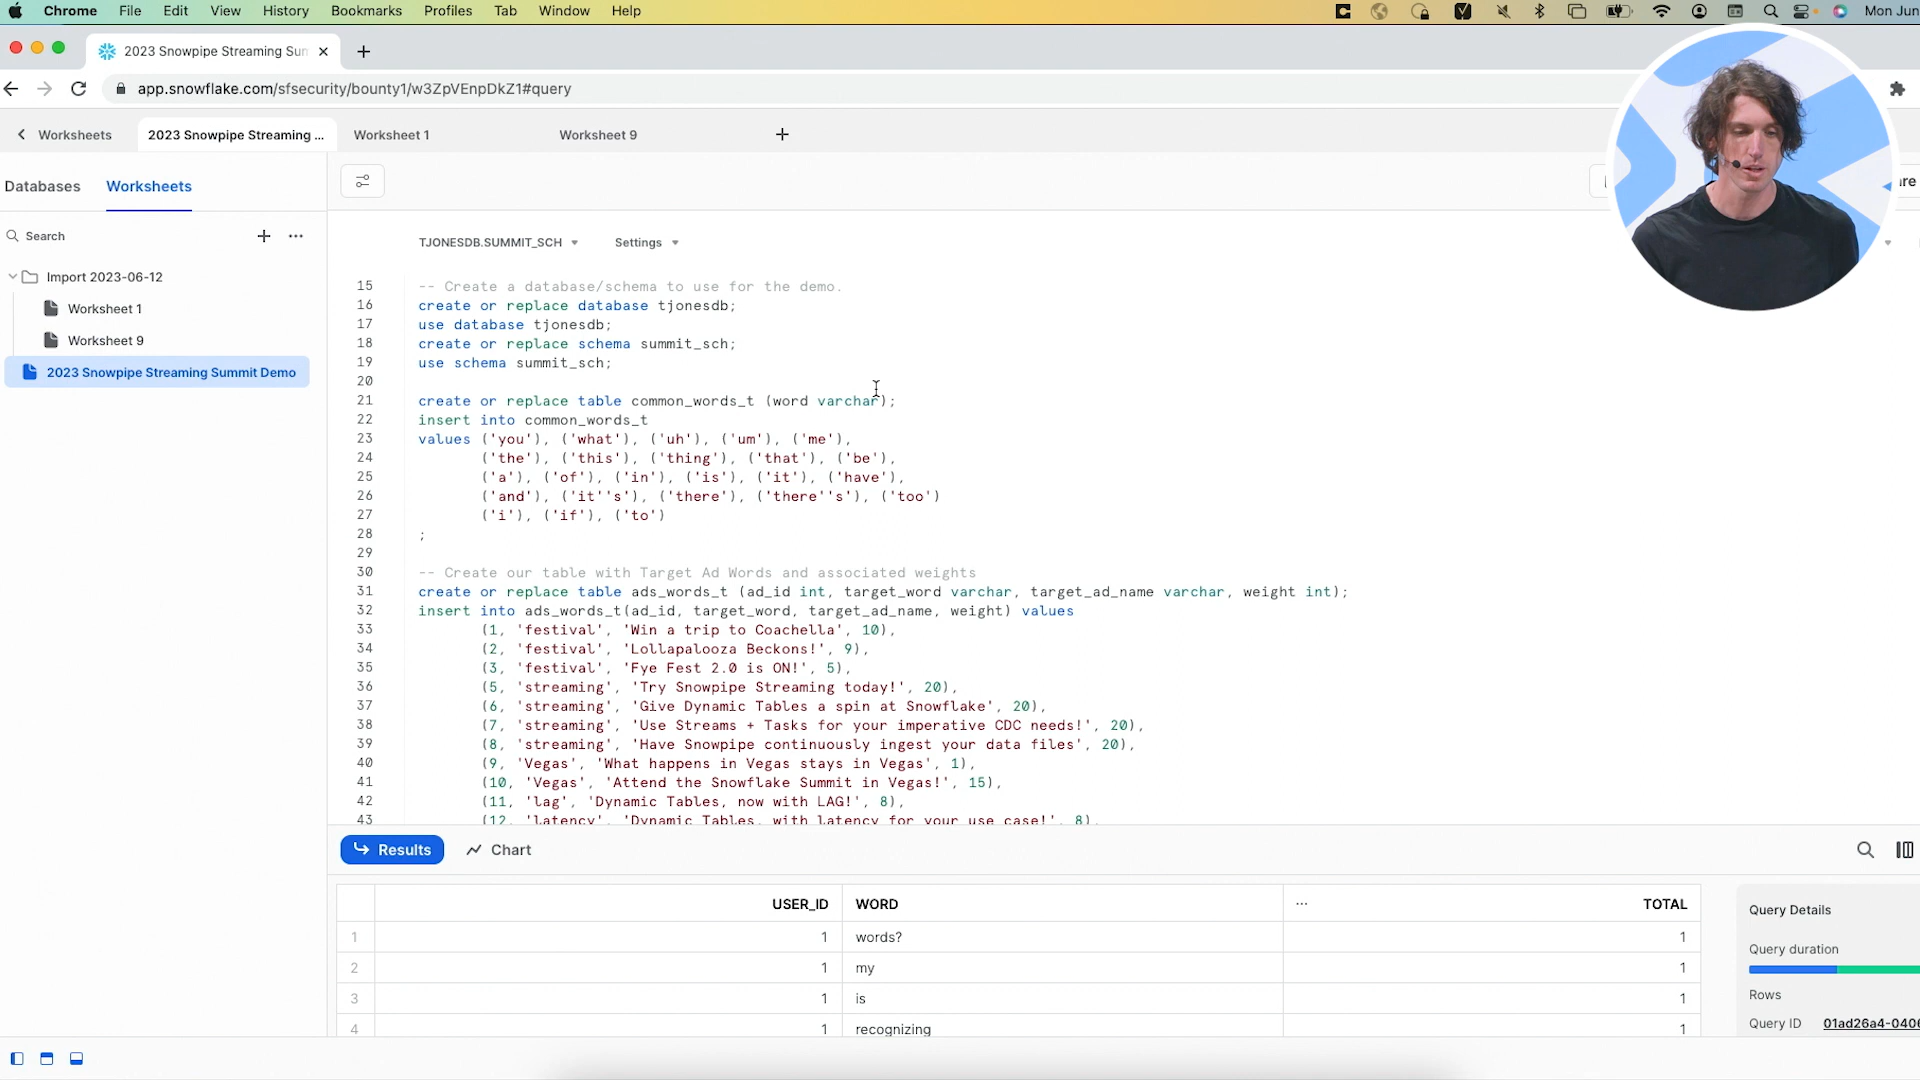 Chrome File Edit View History Bookmarks Profiles Tab Window Help Mon Jun
2023 Snowpipe Streaming Sun
app.snowflake.com/sfsecurity/bounty1/w3ZpVEnpDkZ1#query
Worksheets 2023 Snowpipe Streaming ... Worksheet 1 Worksheet 9
Databases Worksheets
Search
Import 2023-06-12
Worksheet 1
Worksheet 9
2023 Snowpipe Streaming Summit Demo
TJONESDB.SUMMIT_SCH Settings
15 -- Create a database/schema to use for the demo.
16 create or replace database tjonesdb;
17 use database tjonesdb;
18 create or replace schema summit_sch;
19 use schema summit_sch;
20
21 create or replace table common_words_t (word varchar);
22 insert into common_words_t
23 values ('you'), ('what'), ('uh'), ('um'), ('me'),
24 ('the'), ('this'), ('thing'), ('that'), ('be'),
25 ('a'), ('of'), ('in'), ('is'), ('it'), ('have'),
26 ('and'), ('it''s'), ('there'), ('there''s'), ('too')
27 ('i'), ('if'), ('to')
28 ;
29
30 -- Create our table with Target Ad Words and associated weights
31 create or replace table ads_words_t (ad_id int, target_word varchar, target_ad_name varchar, weight int);
32 insert into ads_words_t(ad_id, target_word, target_ad_name, weight) values
33 (1, 'festival', 'Win a trip to Coachella', 10),
34 (2, 'festival', 'Lollapalooza Beckons!', 9),
35 (3, 'festival', 'Fye Fest 2.0 is ON!', 5),
36 (5, 'streaming', 'Try Snowpipe Streaming today!', 20),
37 (6, 'streaming', 'Give Dynamic Tables a spin at Snowflake', 20),
38 (7, 'streaming', 'Use Streams + Tasks for your imperative CDC needs!', 20),
39 (8, 'streaming', 'Have Snowpipe continuously ingest your data files', 20),
40 (9, 'Vegas', 'What happens in Vegas stays in Vegas', 1),
41 (10, 'Vegas', 'Attend the Snowflake Summit in Vegas!', 15),
42 (11, 'lag', 'Dynamic Tables, now with LAG!', 8),
43 (12, 'latency', 'Dynamic Tables, with latency for your use case!', 8),
Results Chart
USER_ID WORD ... TOTAL
1 1 words? 1
2 1 my 1
3 1 is 1
4 1 recognizing 1
Query Details
Query duration
Rows
Query ID 01ad26a4-0406